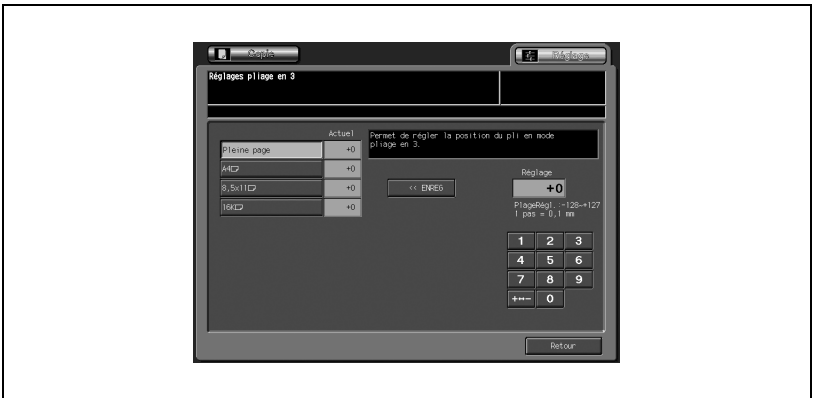 Copie
Réglage
Réglages pliage en 3
Actuel
Permet de régler la position du pli en mode
pliage en 3.
Pleine page +0
A4 +0
8,5x11 +0
16K +0
<< ENREG
Réglage
+0
PlageRégl.:-128~+127
1 pas = 0,1 mm
1 2 3
4 5 6
7 8 9
+↔− 0
Retour